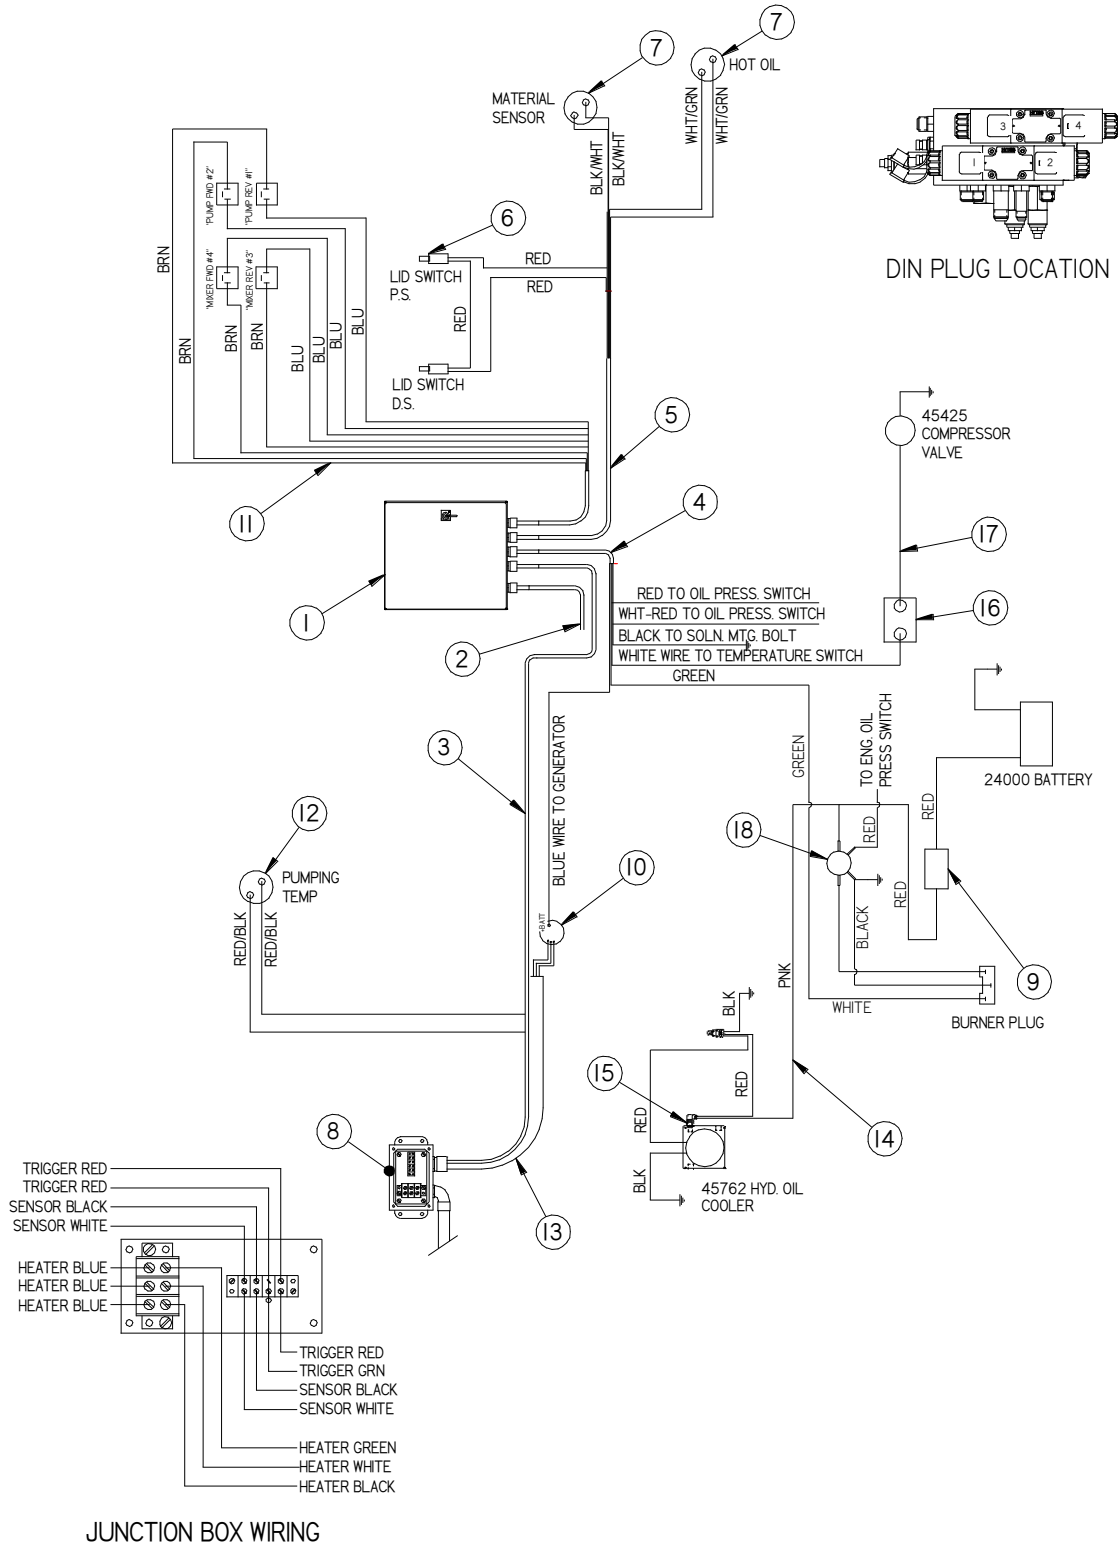 7
7
HOT OIL
MATERIAL
SENSOR
WHT/GRN
WHT/GRN
BLK/WHT
BLK/WHT
3
4
1
2
DIN PLUG LOCATION
"PUMP FWD #2"
"PUMP REV #1"
"MIXER FWD #4"
"MIXER REV #3"
BRN
BRN
BRN
BRN
BLU
BLU
BLU
BLU
6
LID SWITCH
P.S.
RED
RED
RED
LID SWITCH
D.S.
5
45425
COMPRESSOR
VALVE
11
4
17
1
2
16
RED TO OIL PRESS. SWITCH
WHT-RED TO OIL PRESS. SWITCH
BLACK TO SOLN. MTG. BOLT
WHITE WIRE TO TEMPERATURE SWITCH
GREEN
3
BLUE WIRE TO GENERATOR
GREEN
TO ENG. OIL
PRESS SWITCH
24000 BATTERY
12
PUMPING
TEMP
RED/BLK
RED/BLK
10
+BATT
18
RED
RED
RED
BLACK
9
PNK
WHITE
BURNER PLUG
BLK
RED
15
RED
BLK
14
45762 HYD. OIL
COOLER
8
13
TRIGGER RED
TRIGGER RED
SENSOR BLACK
SENSOR WHITE
HEATER BLUE
HEATER BLUE
HEATER BLUE
TRIGGER RED
TRIGGER GRN
SENSOR BLACK
SENSOR WHITE
HEATER GREEN
HEATER WHITE
HEATER BLACK
JUNCTION BOX WIRING